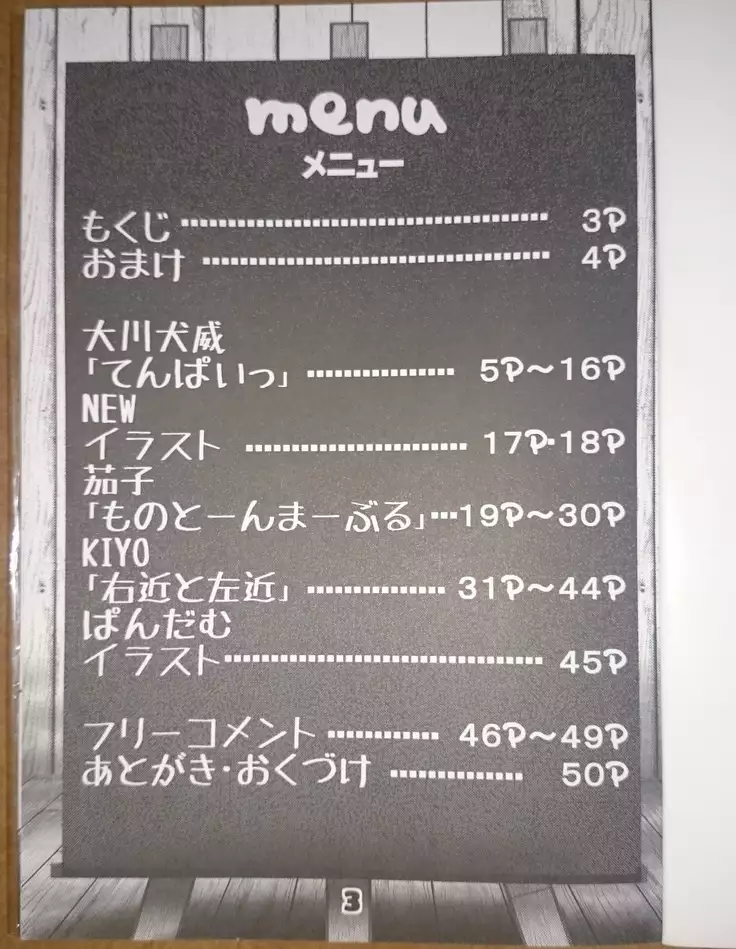 menu
メニュー
もくじ 3P
おまけ 4P
大川犬威
「てんぱいっ」 5P～16P
NEW
イラスト 17P・18P
茄子
「ものとーんまーぶる」…19P～30P
KIYO
「右近と左近」 31P～44P
ぱんだむ
イラスト 45P
フリーコメント 46P～49P
あとがき・おくづけ 50P
3